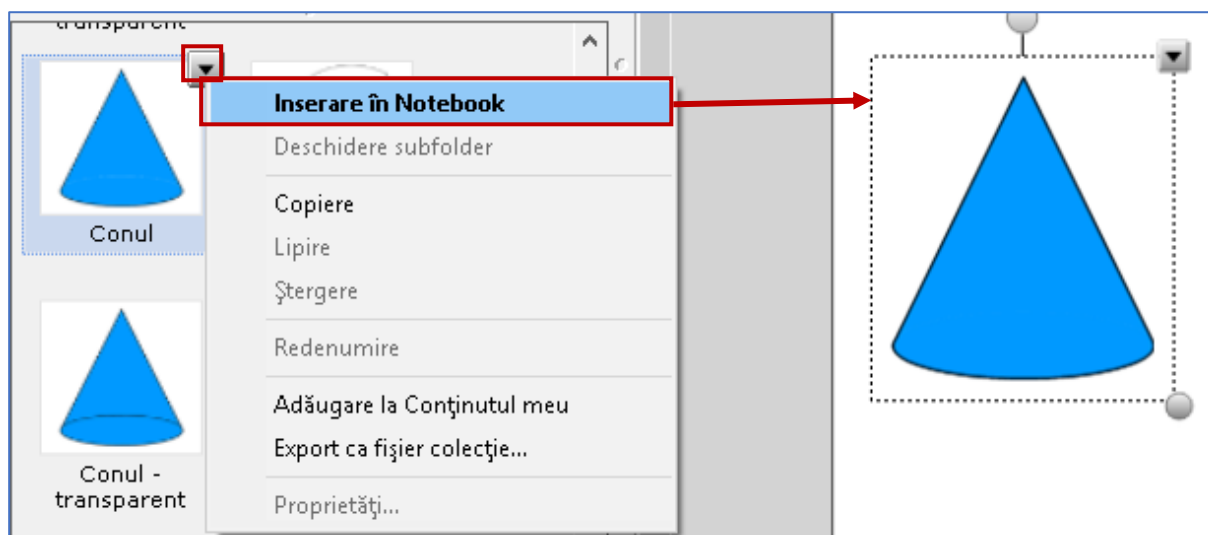 transparent
Conul
Inserare în Notebook
Deschidere subfolder
Copiere
Lipire
Ştergere
Redenumire
Adăugare la Conţinutul meu
Export ca fişier colecţie...
Proprietăţi...
Conul -
transparent